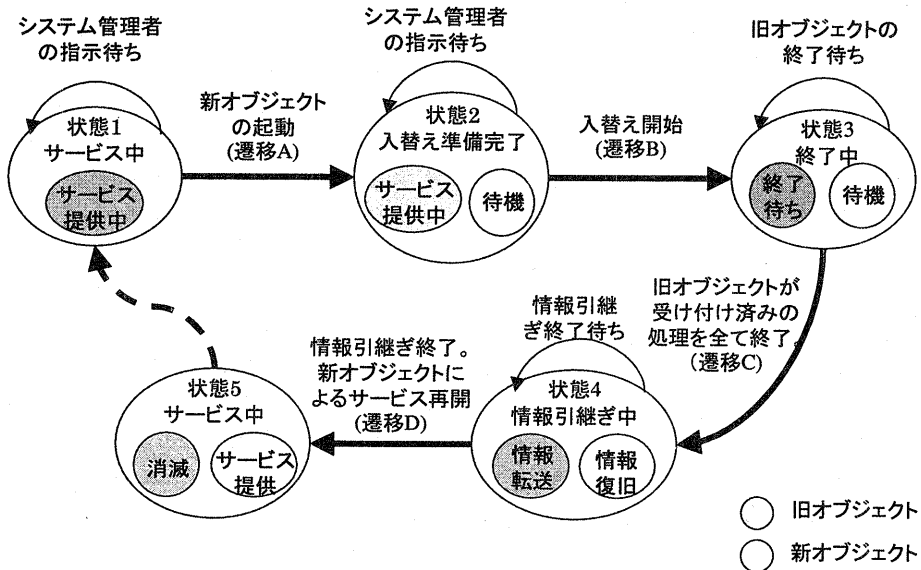 システム管理者
の指示待ち
システム管理者
の指示待ち
旧オブジェクトの
終了待ち
状態1
サービス中
サービス
提供中
新オブジェクト
の起動
(遷移A)
状態2
入替え準備完了
サービス
提供中
待機
入替え開始
(遷移B)
状態3
終了中
終了
待ち
待機
旧オブジェクトが
受け付け済みの
処理を全て終了。
(遷移C)
情報引継
ぎ終了待ち
状態4
情報引継ぎ中
情報
転送
情報
復旧
情報引継ぎ終了。
新オブジェクトに
よるサービス再開
(遷移D)
状態5
サービス中
消滅
サービス
提供
旧オブジェクト
新オブジェクト